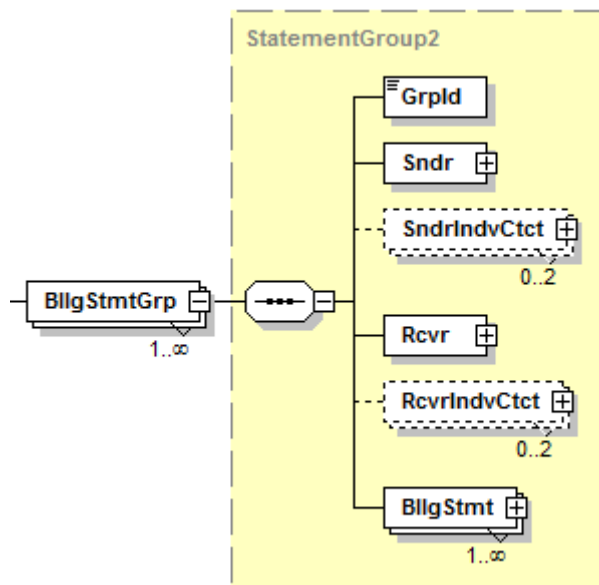 StatementGroup2
GrpId
Sndr
SndrIndvCtct
0..2
BllgStmtGrp
1..∞
Rcvr
RcvrIndvCtct
0..2
BllgStmt
1..∞